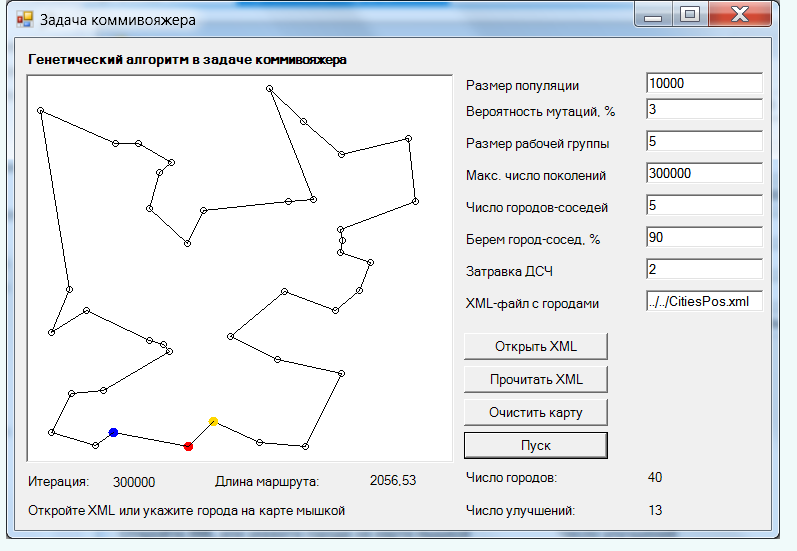 Задача коммивояжера
Генетический алгоритм в задаче коммивояжера
Размер популяции 10000
Вероятность мутаций, % 3
Размер рабочей группы 5
Макс. число поколений 300000
Число городов-соседей 5
Берем город-сосед, % 90
Затравка ДСЧ 2
XML-файл с городами ../../CitiesPos.xml
Открыть XML
Прочитать XML
Очистить карту
Пуск
Итерация: 300000 Длина маршрута: 2056,53 Число городов: 40
Откройте XML или укажите города на карте мышкой Число улучшений: 13